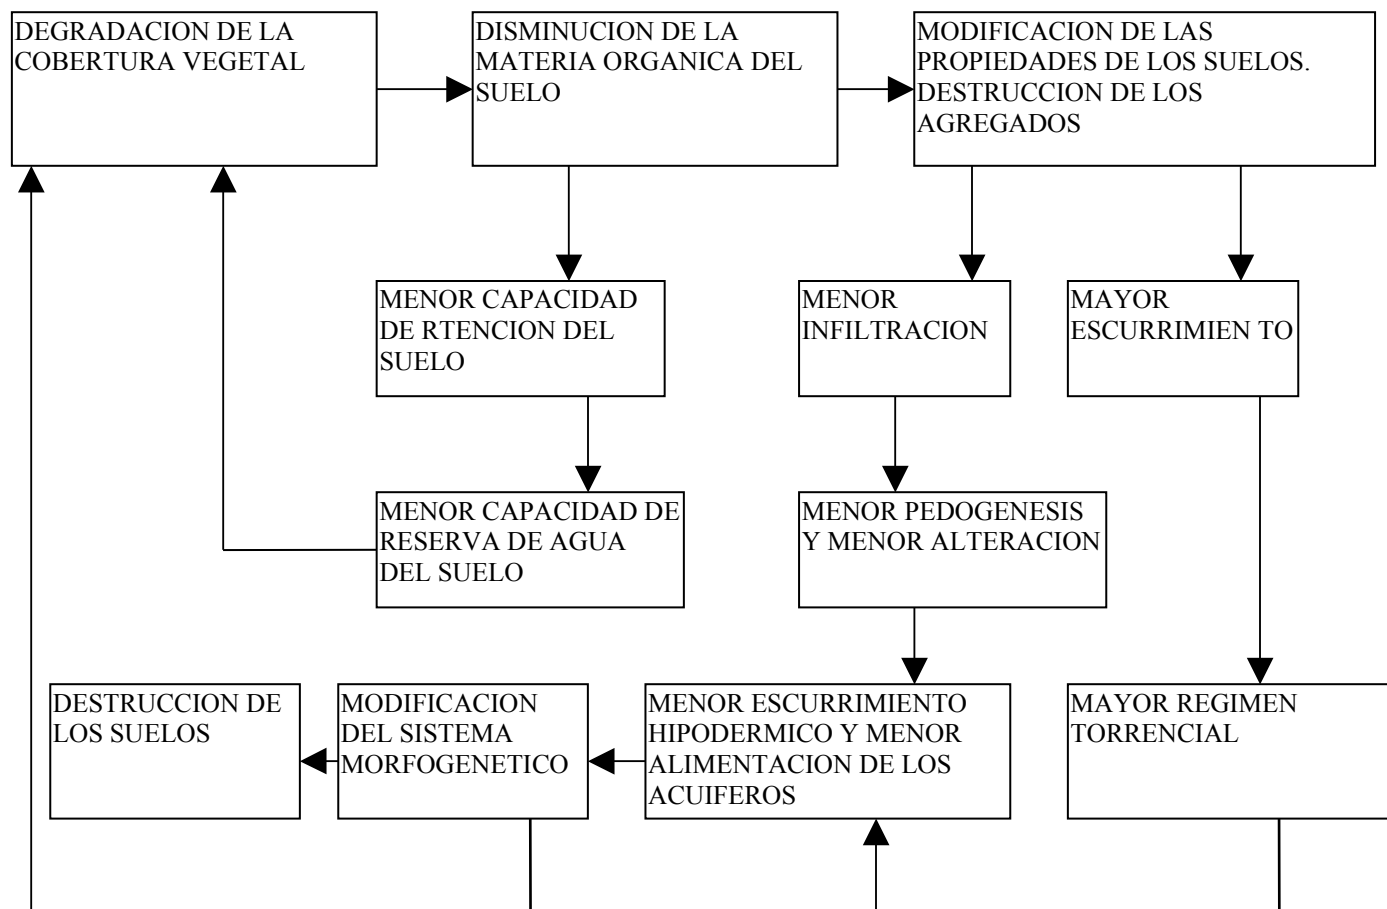 DEGRADACION DE LA
COBERTURA VEGETAL
DISMINUCION DE LA
MATERIA ORGANICA DEL
SUELO
MODIFICACION DE LAS
PROPIEDADES DE LOS SUELOS.
DESTRUCCION DE LOS
AGREGADOS
MENOR CAPACIDAD
DE RTENCION DEL
SUELO
MENOR
INFILTRACION
MAYOR
ESCURRIMIEN TO
MENOR CAPACIDAD DE
RESERVA DE AGUA
DEL SUELO
MENOR PEDOGENESIS
Y MENOR ALTERACION
DESTRUCCION DE
LOS SUELOS
MODIFICACION
DEL SISTEMA
MORFOGENETICO
MENOR ESCURRIMIENTO
HIPODERMICO Y MENOR
ALIMENTACION DE LOS
ACUIFEROS
MAYOR REGIMEN
TORRENCIAL